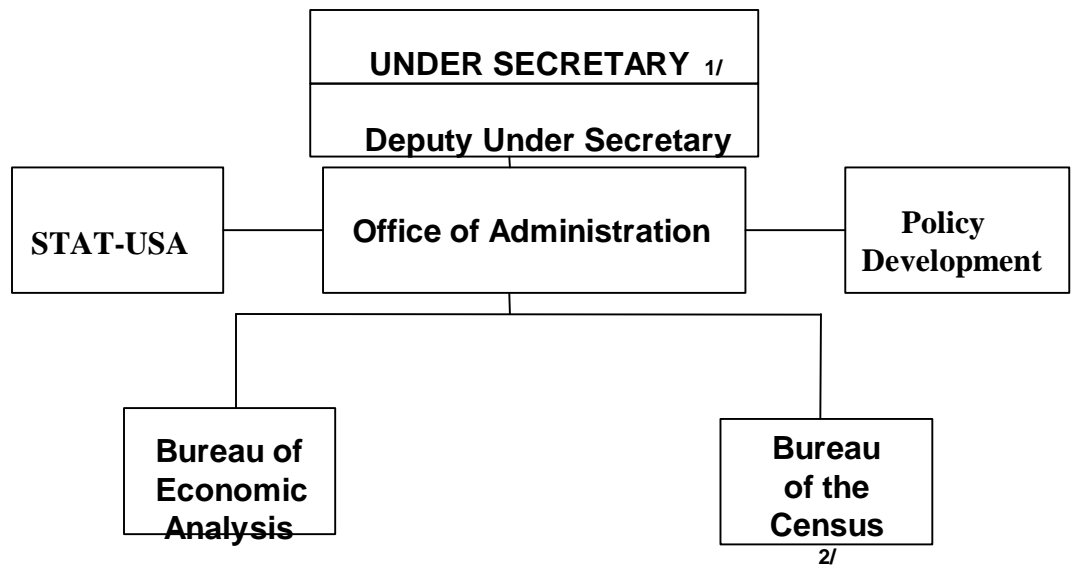 UNDER SECRETARY 1/
Deputy Under Secretary
STAT-USA
Office of Administration
Policy
Development
Bureau of
Economic
Analysis
Bureau
of the
Census
2/